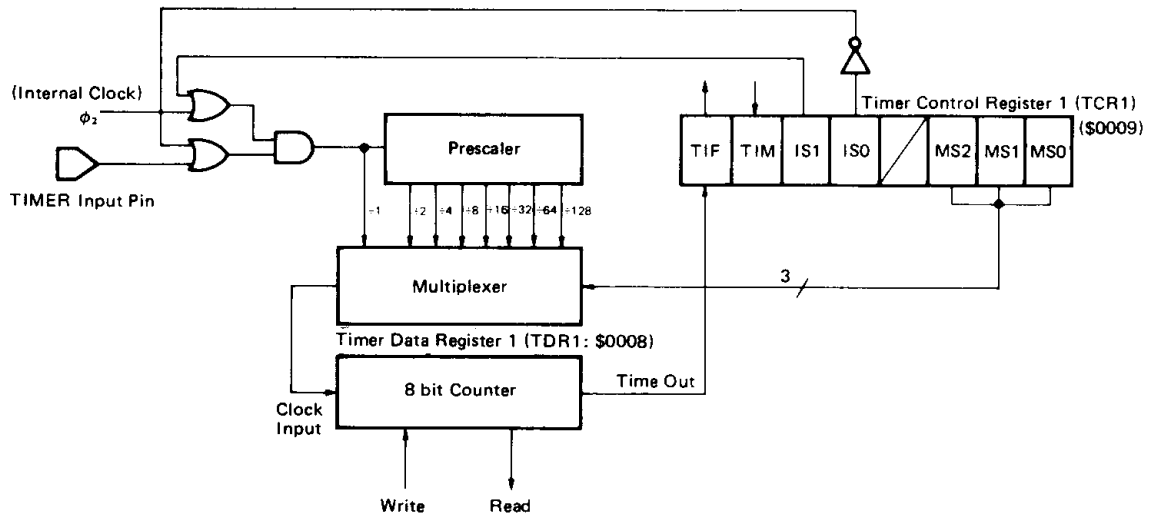 (Internal Clock)
ϕ₂
TIMER Input Pin
Prescaler
÷1 ÷2 ÷4 ÷8 ÷16 ÷32 ÷64 ÷128
Multiplexer
Timer Control Register 1 (TCR1)
($0009)
TIF TIM IS1 IS0 MS2 MS1 MS0
3
Timer Data Register 1 (TDR1: $0008)
8 bit Counter
Time Out
Clock
Input
Write Read